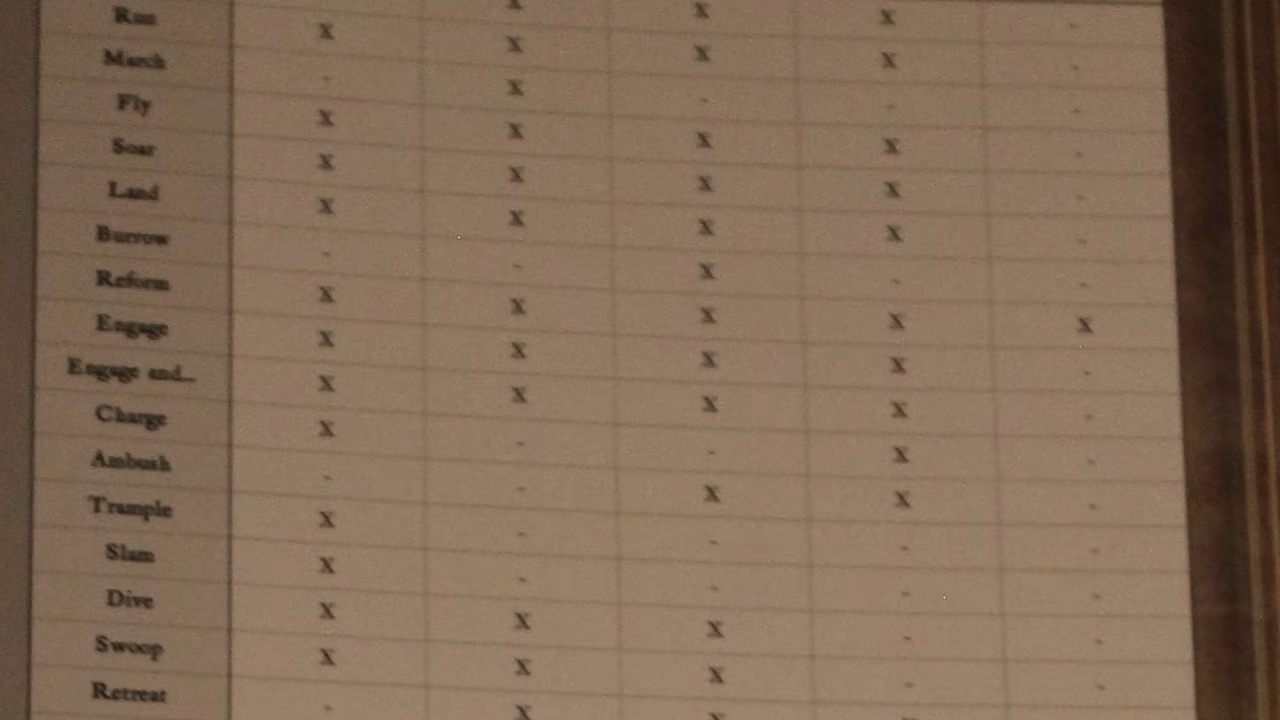 X X X -
Run X X X X -
March - X - - -
Fly X X X X -
Soar X X X X -
Land X X X X -
Burrow - - X - -
Reform X X X X X
Engage X X X X -
Engage and... X X X X -
Charge X - - X -
Ambush - - X X -
Trample X - - - -
Slam X - - - -
Dive X X X - -
Swoop X X X - -
Retreat - X X